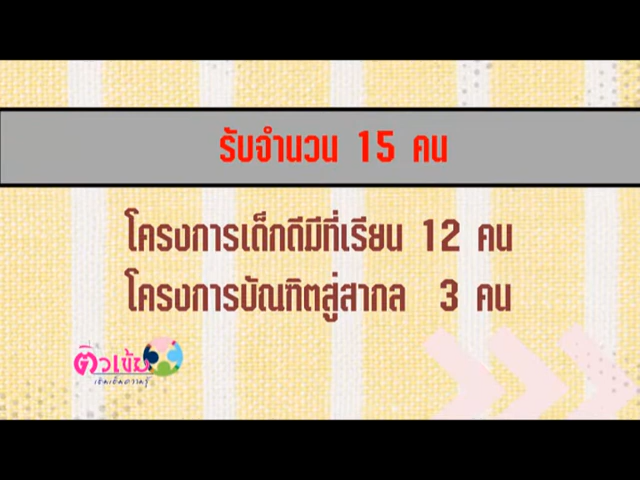 รับจำนวน 15 คน
โครงการเด็กดีมีที่เรียน 12 คน
โครงการบัณฑิตสู่สากล 3 คน
ติวเข้ม